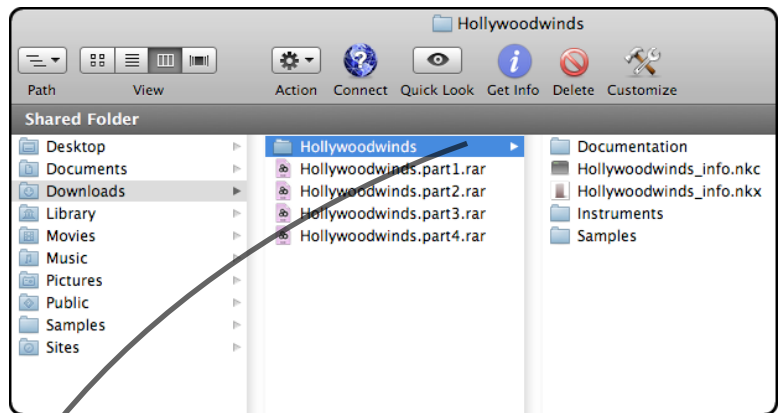 Hollywoodwinds
Path View Action Connect Quick Look Get Info Delete Customize
Shared Folder
Desktop
Documents
Downloads
Library
Movies
Music
Pictures
Public
Samples
Sites
Hollywoodwinds
Hollywoodwinds.part1.rar
Hollywoodwinds.part2.rar
Hollywoodwinds.part3.rar
Hollywoodwinds.part4.rar
Documentation
Hollywoodwinds_info.nkc
Hollywoodwinds_info.nkx
Instruments
Samples